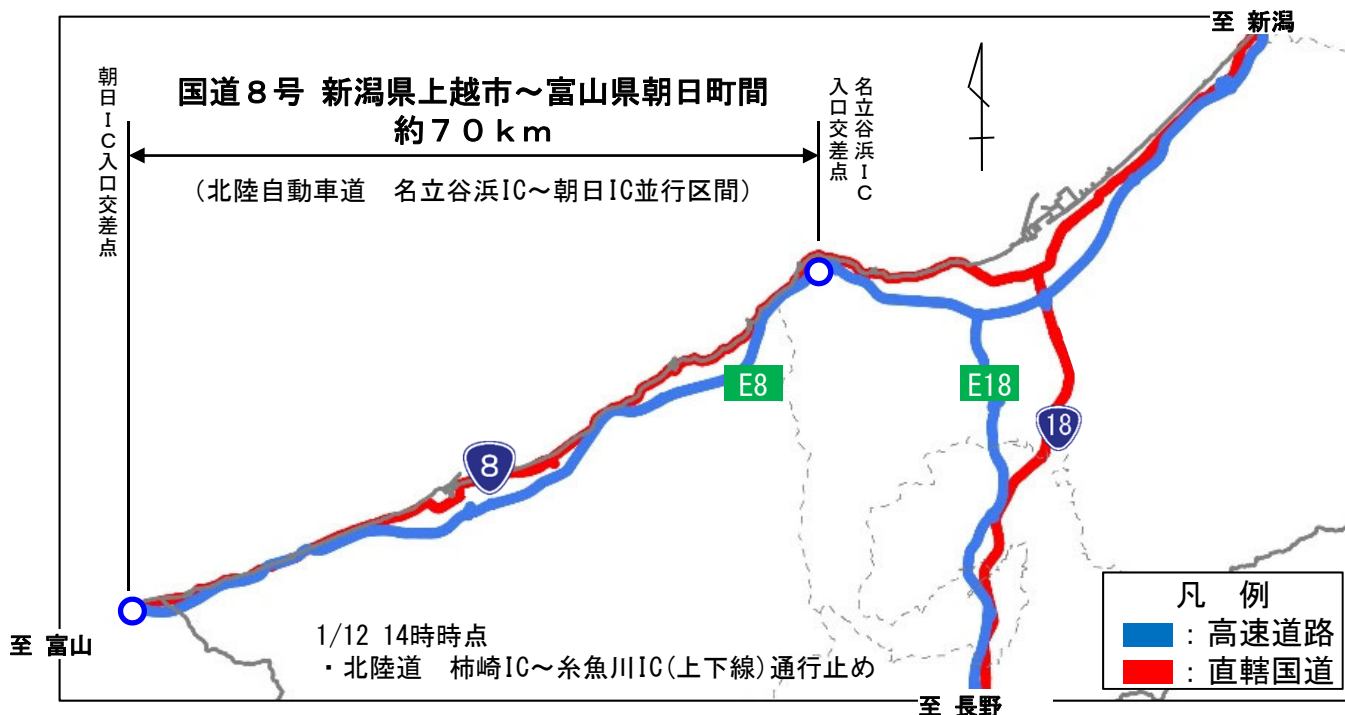 至 新潟
国道８号 新潟県上越市～富山県朝日町間
約７０ｋｍ
(北陸自動車道　名立谷浜IC～朝日IC並行区間)
朝日ＩＣ入口交差点
名立谷浜ＩＣ
入口交差点
E8
E18
8
18
至 富山
1/12 14時時点
・北陸道　柿崎IC～糸魚川IC(上下線)通行止め
至 長野
凡　例
：高速道路
：直轄国道